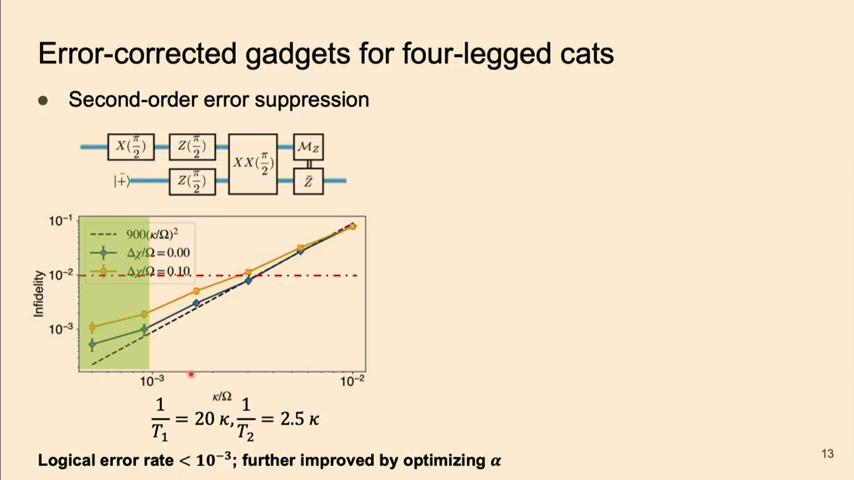 Error-corrected gadgets for four-legged cats
● Second-order error suppression
X(π/2) Z(π/2) XX(π/2) M_Z
|+̄⟩ Z(π/2) Z̄
10⁻¹
10⁻²
10⁻³
Infidelity
900(κ/Ω)²
Δχ/Ω=0.00
Δχ/Ω=0.10
10⁻³ 10⁻²
κ/Ω
1/T₁ = 20 κ, 1/T₂ = 2.5 κ
Logical error rate < 10⁻³; further improved by optimizing α
13